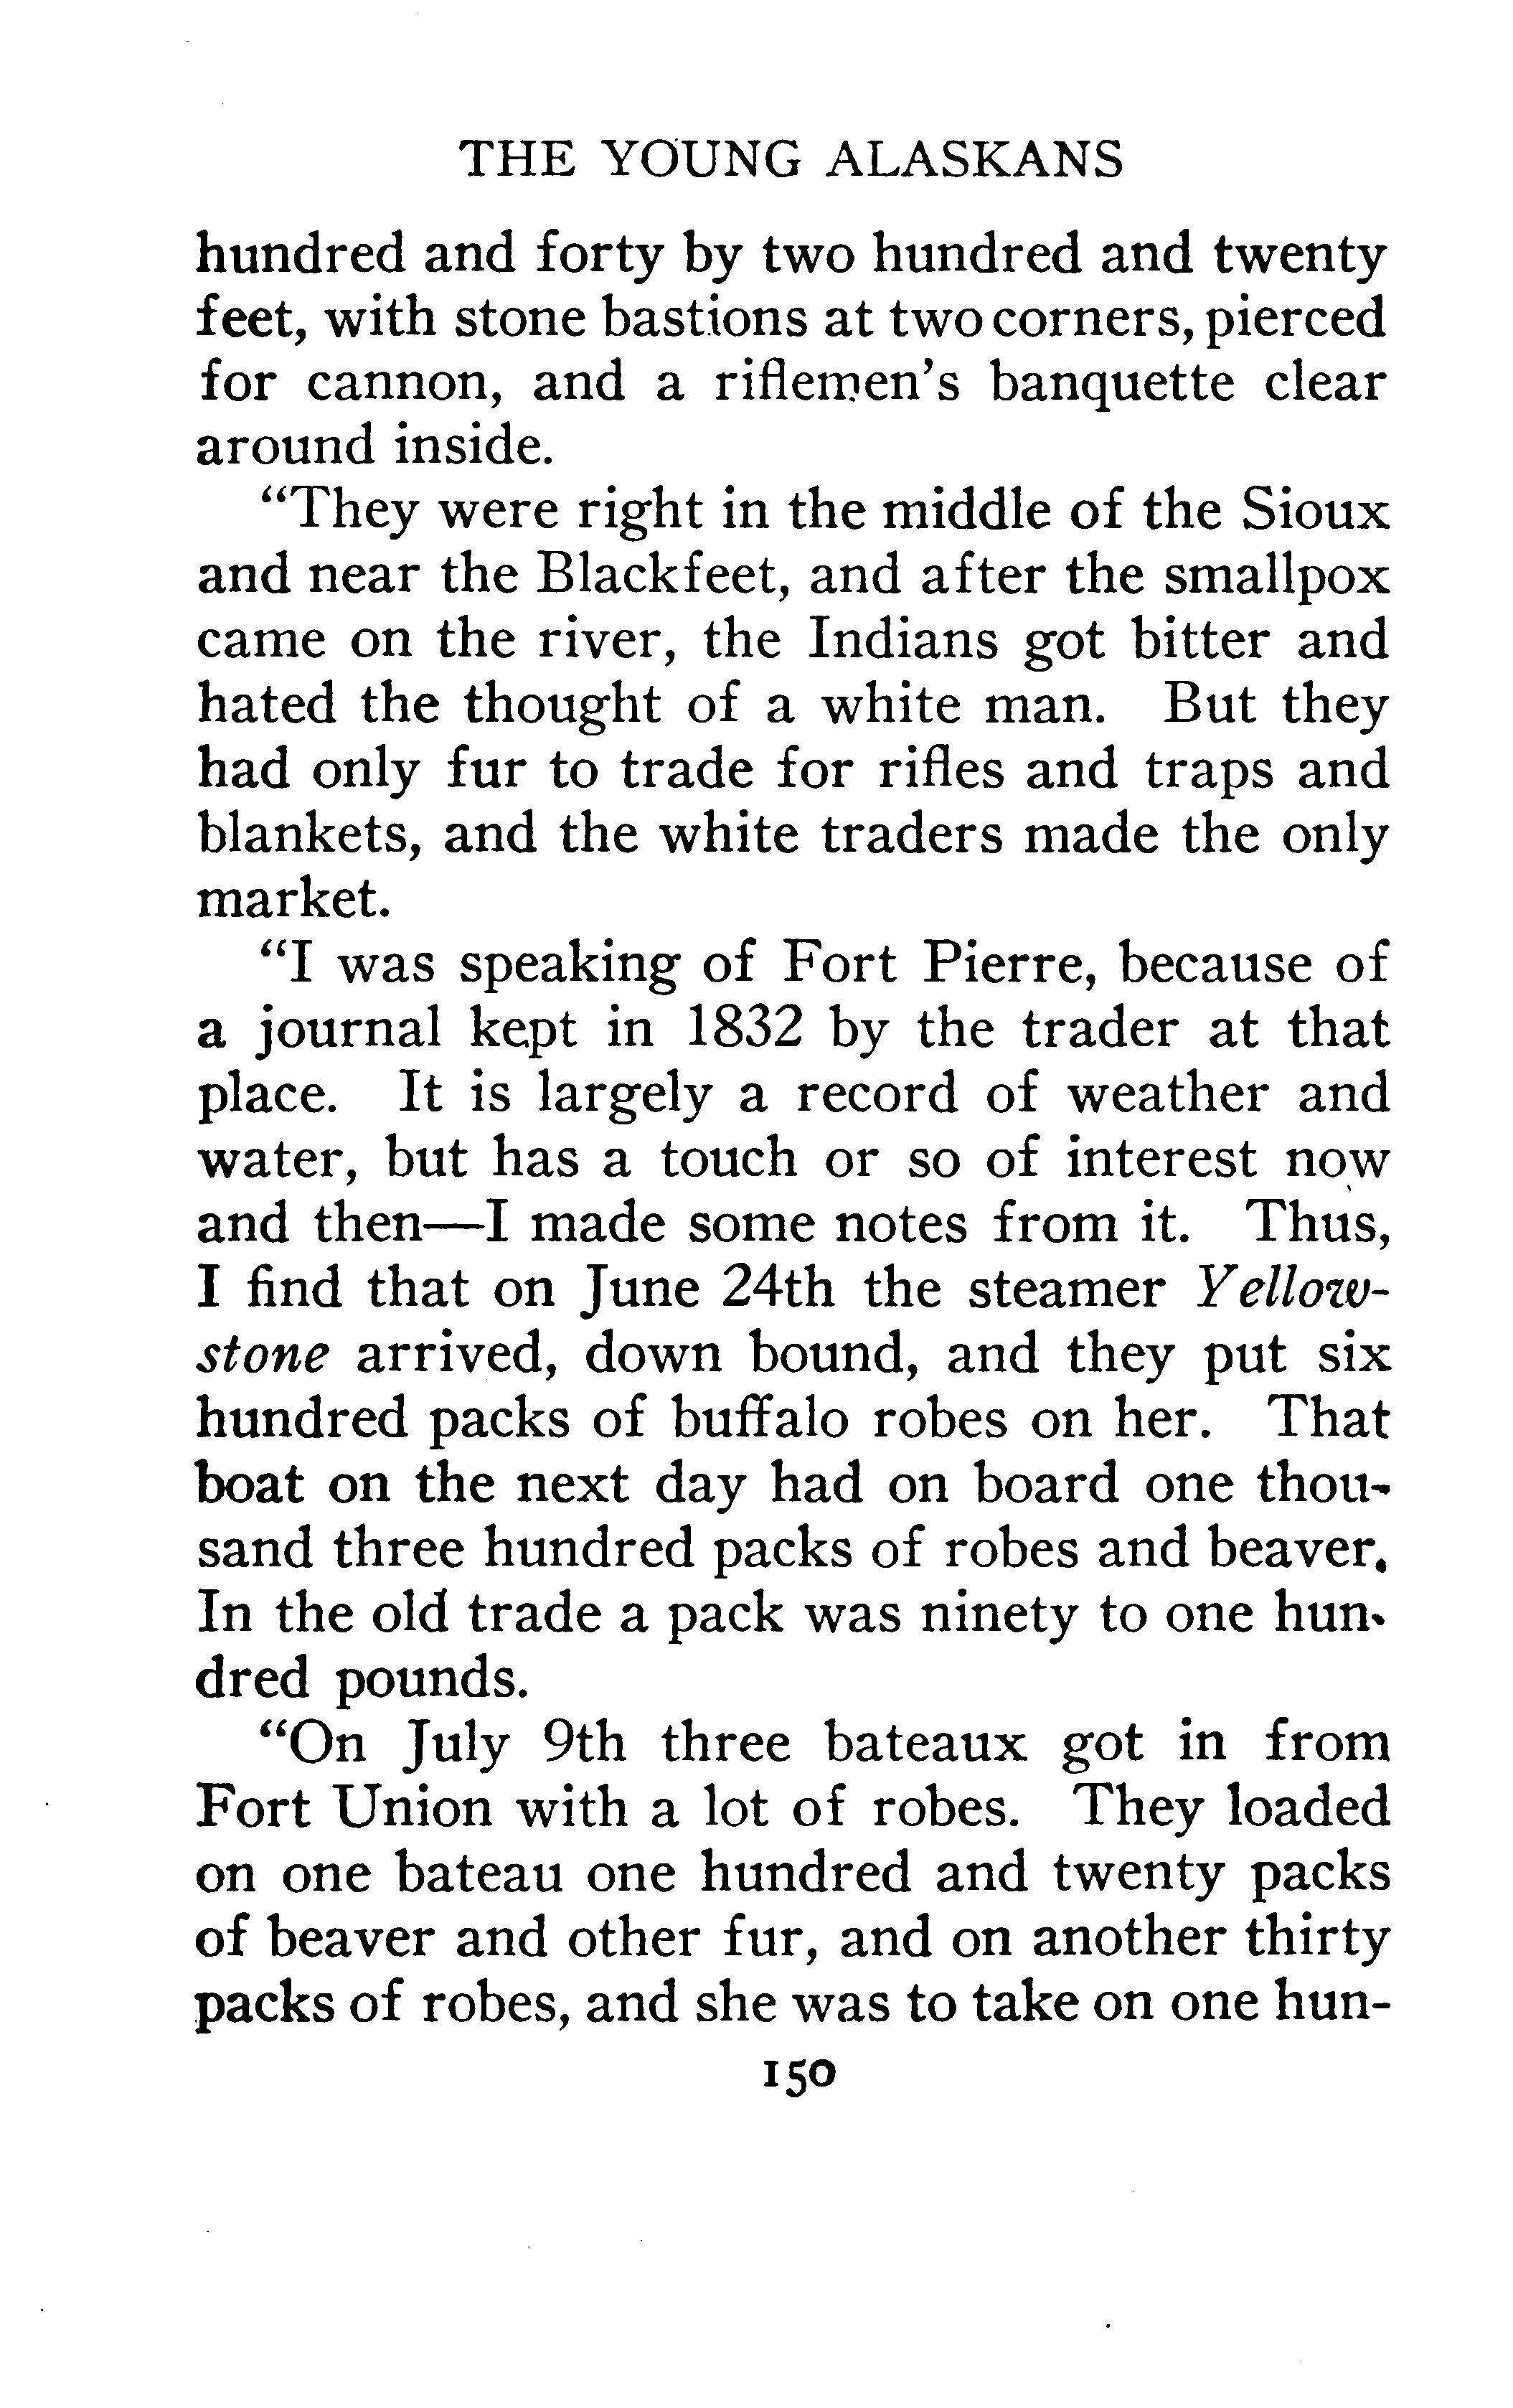 THE YOUNG ALASKANS
hundred and forty by two hundred and twenty
feet, with stone bastions at two corners, pierced
for cannon, and a riflemen's banquette clear
around inside.
"They were right in the middle of the Sioux
and near the Blackfeet, and after the smallpox
came on the river, the Indians got bitter and
hated the thought of a white man. But they
had only fur to trade for rifles and traps and
blankets, and the white traders made the only
market.
"I was speaking of Fort Pierre, because of
a journal kept in 1832 by the trader at that
place. It is largely a record of weather and
water, but has a touch or so of interest now
and then—I made some notes from it. Thus,
I find that on June 24th the steamer Yellow-
stone arrived, down bound, and they put six
hundred packs of buffalo robes on her. That
boat on the next day had on board one thou-
sand three hundred packs of robes and beaver.
In the old trade a pack was ninety to one hun-
dred pounds.
"On July 9th three bateaux got in from
Fort Union with a lot of robes. They loaded
on one bateau one hundred and twenty packs
of beaver and other fur, and on another thirty
packs of robes, and she was to take on one hun-
150